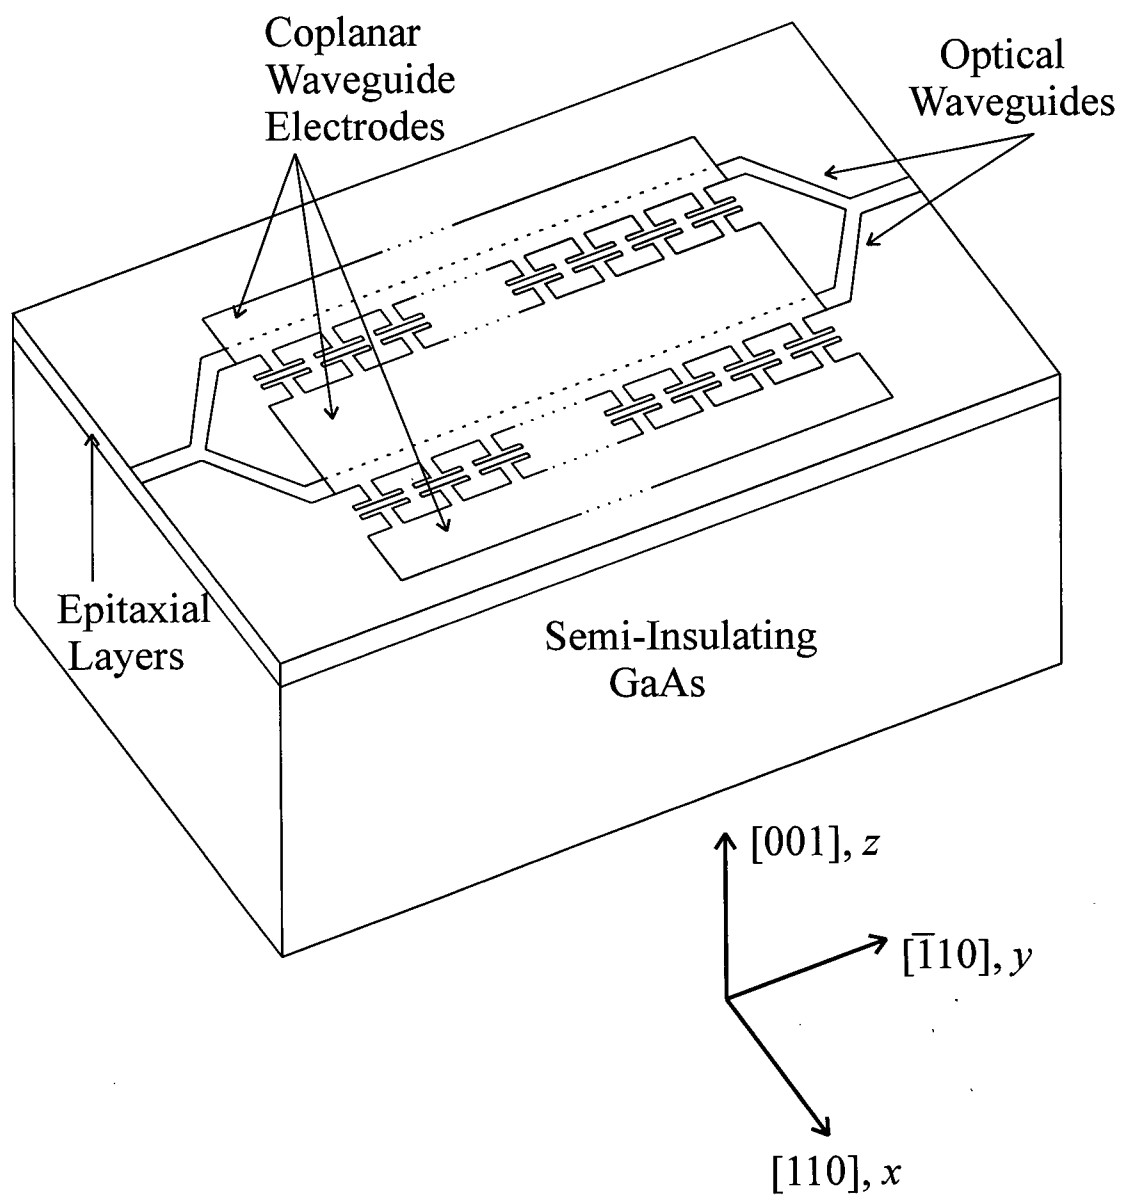 Coplanar
Waveguide
Electrodes
Optical
Waveguides
Epitaxial
Layers
Semi-Insulating
GaAs
[001], z
[1̅10], y
[110], x